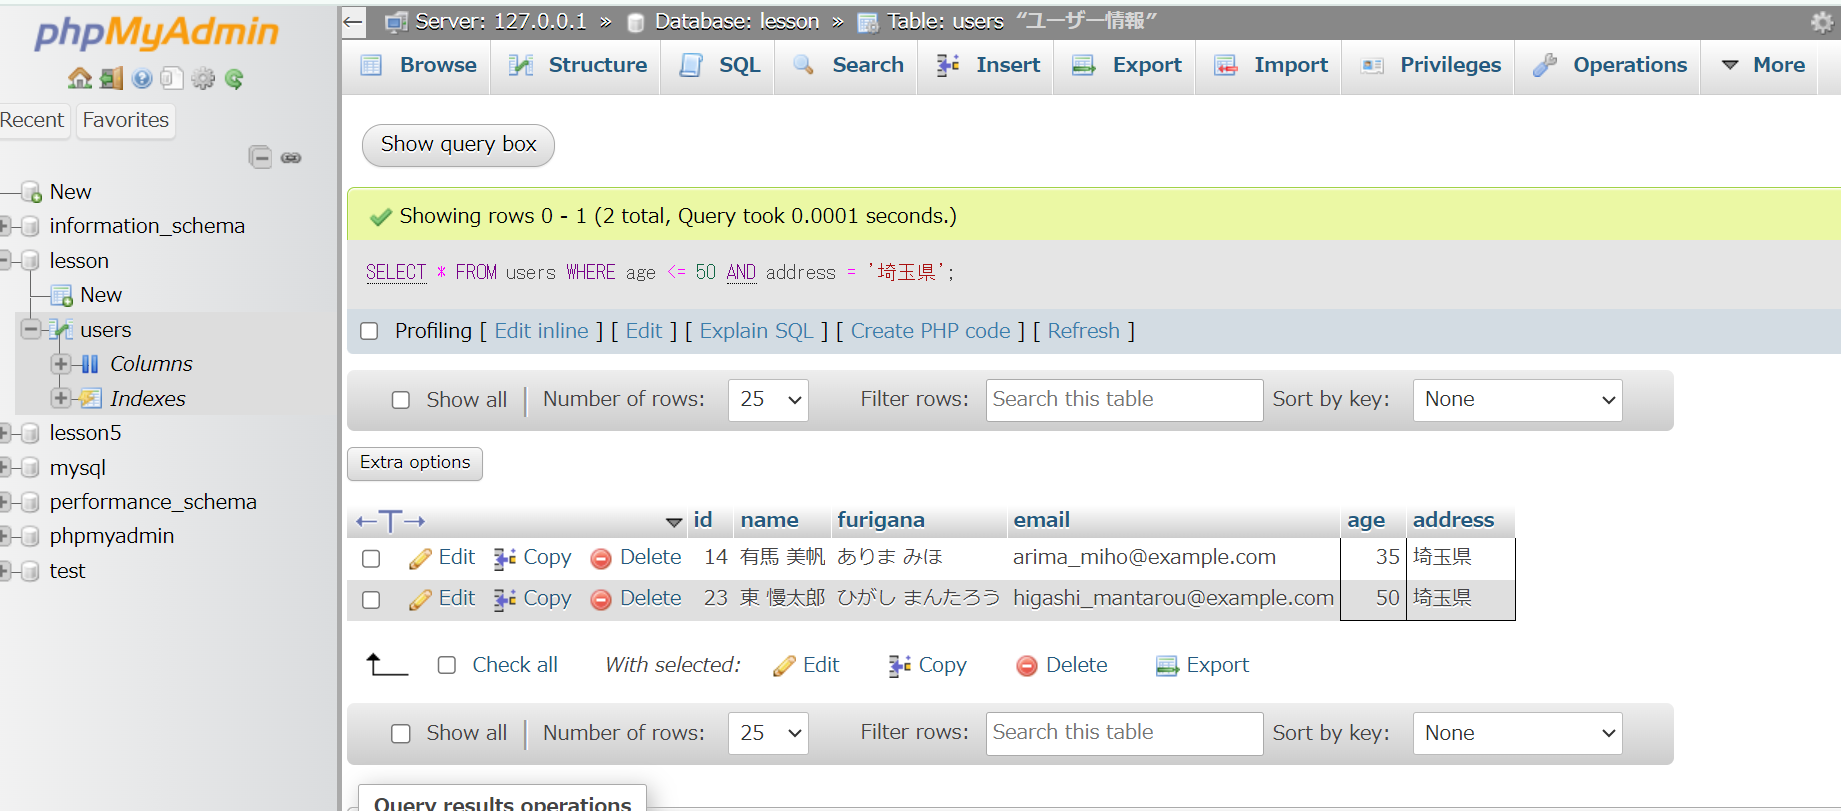 phpMyAdmin
Recent Favorites
New
information_schema
lesson
New
users
Columns
Indexes
lesson5
mysql
performance_schema
phpmyadmin
test
Server: 127.0.0.1 » Database: lesson » Table: users “ユーザー情報”
Browse Structure SQL Search Insert Export Import Privileges Operations More
Show query box
Showing rows 0 - 1 (2 total, Query took 0.0001 seconds.)
SELECT * FROM users WHERE age <= 50 AND address = '埼玉県';
Profiling [ Edit inline ] [ Edit ] [ Explain SQL ] [ Create PHP code ] [ Refresh ]
Show all Number of rows: 25 Filter rows: Search this table Sort by key: None
Extra options
←T→ id name furigana email age address
Edit Copy Delete 14 有馬 美帆 ありま みほ arima_miho@example.com 35 埼玉県
Edit Copy Delete 23 東 慢太郎 ひがし まんたろう higashi_mantarou@example.com 50 埼玉県
Check all With selected: Edit Copy Delete Export
Show all Number of rows: 25 Filter rows: Search this table Sort by key: None
Query results operations